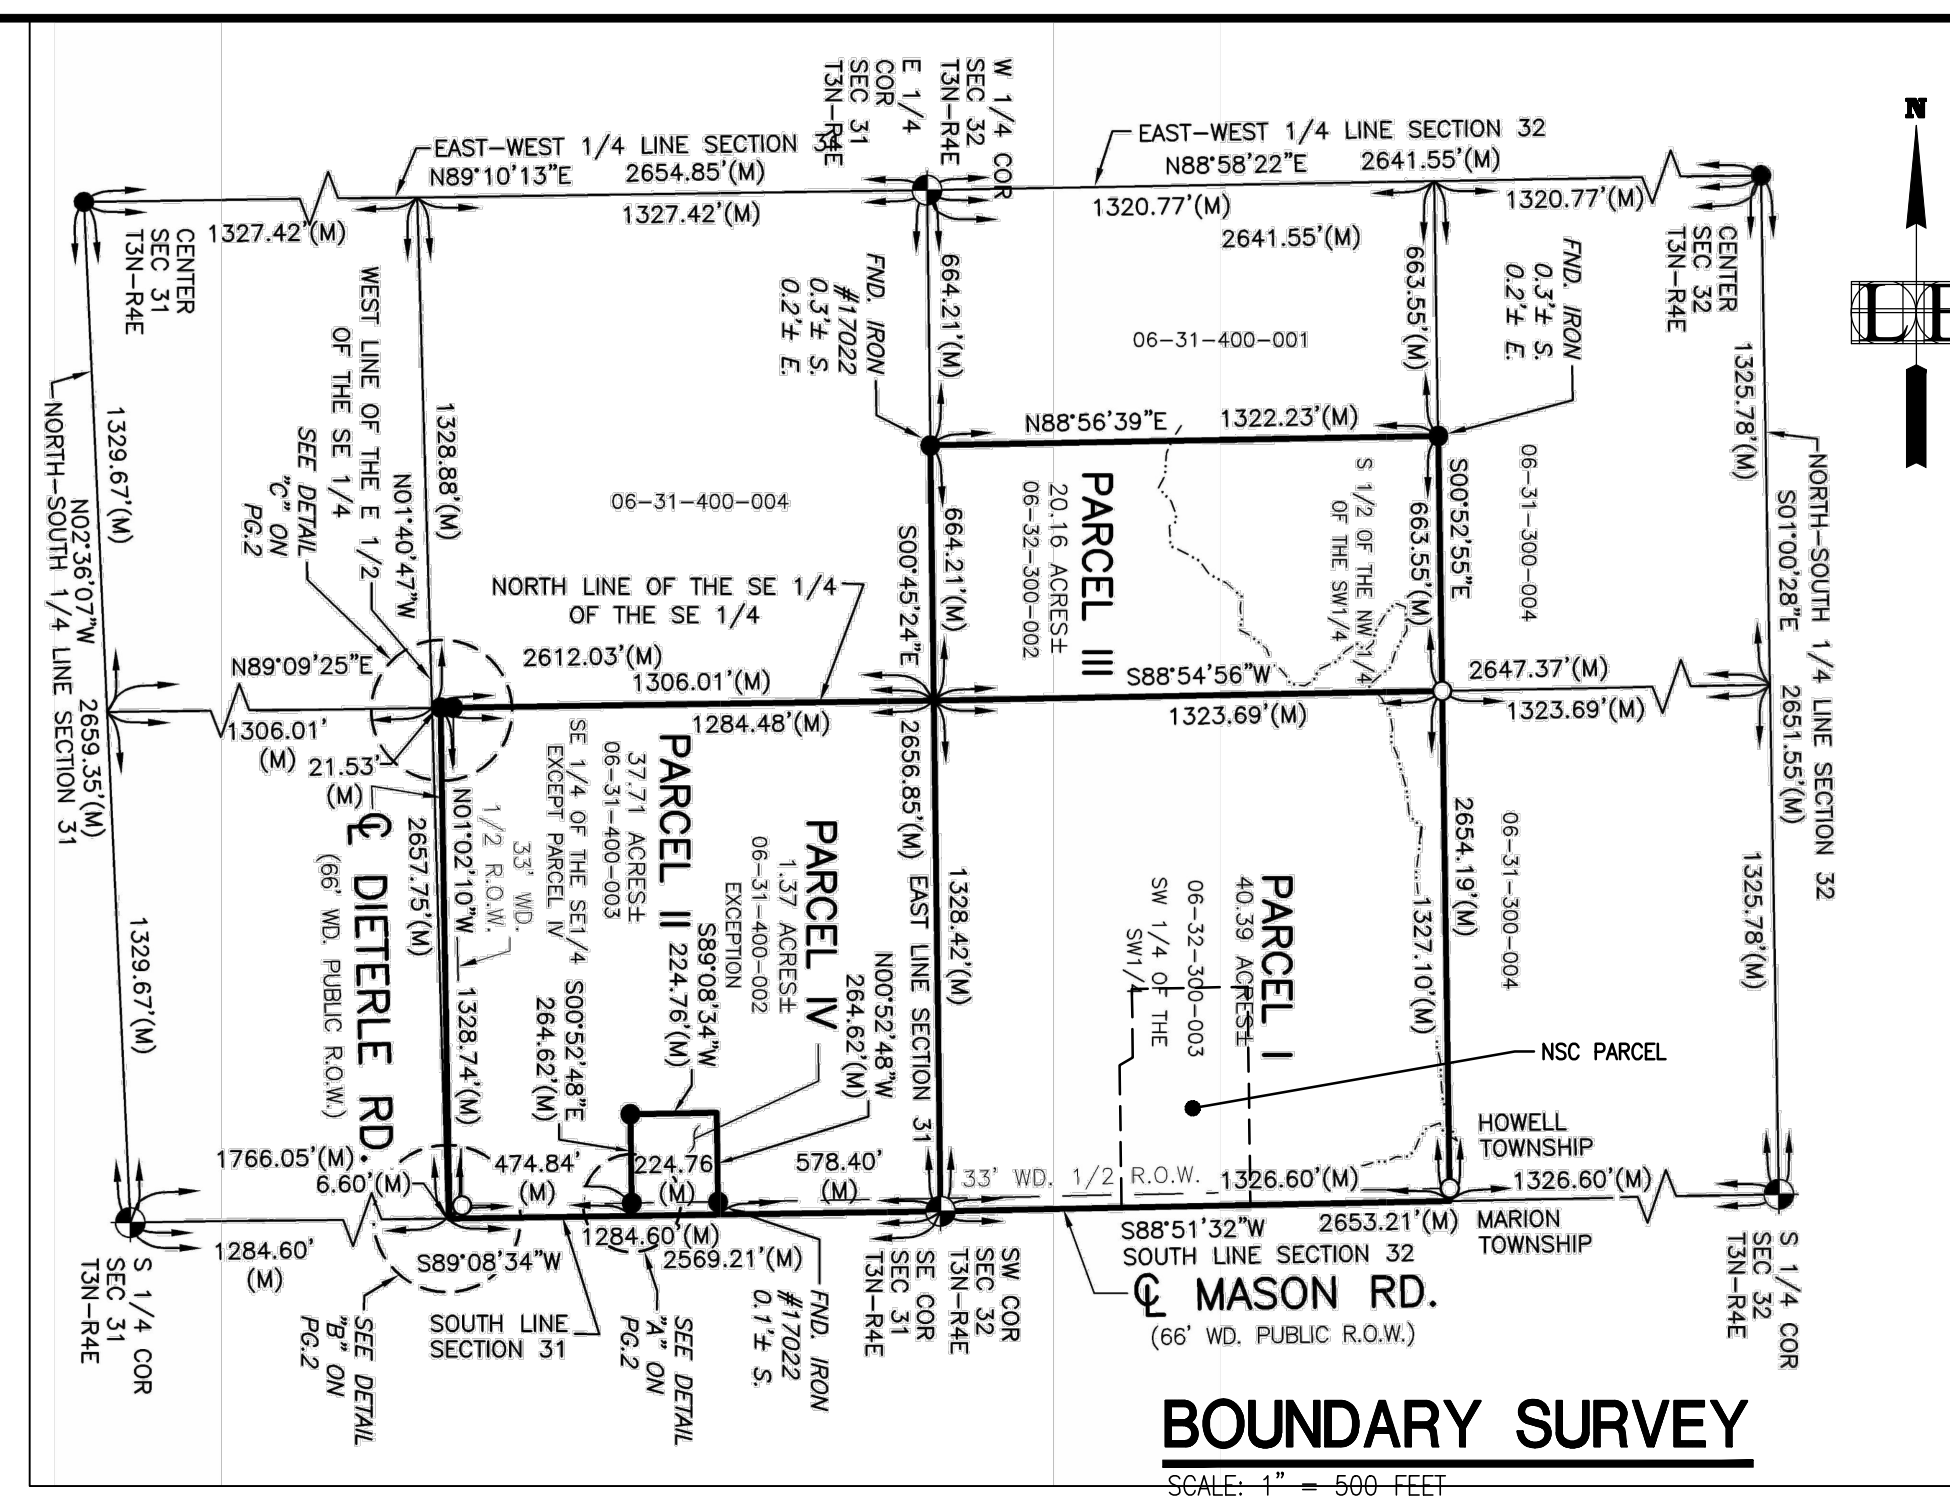 W 1/4 COR
SEC 32
T3N-R4E
E 1/4
COR
SEC 31
T3N-R4E
EAST-WEST 1/4 LINE SECTION 31
N89°10'13"E
2654.85'(M)
1327.42'(M)
1327.42'(M)
EAST-WEST 1/4 LINE SECTION 32
N88°58'22"E
2641.55'(M)
1320.77'(M)
1320.77'(M)
2641.55'(M)
N
CENTER
SEC 31
T3N-R4E
CENTER
SEC 32
T3N-R4E
WEST LINE OF THE E 1/2
OF THE SE 1/4
SEE DETAIL
"C" ON
PG.2
N01°40'47"W
1328.88'(M)
FND. IRON
#17022
0.3'± S.
0.2'± E.
664.21'(M)
663.55'(M)
FND. IRON
0.3'± S.
0.2'± E.
06-31-400-001
NORTH-SOUTH 1/4 LINE SECTION 31
1329.67'(M)
N02°36'07"W
2659.35'(M)
1329.67'(M)
1325.78'(M)
NORTH-SOUTH 1/4 LINE SECTION 32
S01°00'28"E
2651.55'(M)
1325.78'(M)
N88°56'39"E
1322.23'(M)
06-31-400-004
PARCEL III
20.16 ACRES±
06-32-300-002
S 1/2 OF THE NW 1/4
OF THE SW1/4
S00°52'55"E
663.55'(M)
06-31-300-004
664.21'(M)
S00°45'24"E
NORTH LINE OF THE SE 1/4
OF THE SE 1/4
N89°09'25"E
2612.03'(M)
1306.01'(M)
1284.48'(M)
1306.01'
(M)
21.53'
(M)
S88°54'56"W
1323.69'(M)
2647.37'(M)
1323.69'(M)
PARCEL II
37.71 ACRES±
06-31-400-003
SE 1/4 OF THE SE1/4
EXCEPT PARCEL IV
2656.85'(M)
EAST LINE SECTION 31
1328.42'(M)
2654.19'(M)
1327.10'(M)
06-31-300-004
N01°02'10"W
1328.74'(M)
2657.75'(M)
33' WD.
1/2 R.O.W.
℄ DIETERLE RD.
(66' WD. PUBLIC R.O.W.)
PARCEL IV
1.37 ACRES±
06-31-400-002
EXCEPTION
S89°08'34"W
224.76'(M)
S00°52'48"E
264.62'(M)
N00°52'48"W
264.62'(M)
PARCEL I
40.39 ACRES±
06-32-300-003
SW 1/4 OF THE
SW1/4
NSC PARCEL
HOWELL
TOWNSHIP
1766.05'(M)
6.60'(M)
474.84'
(M)
224.76
(M)
578.40'
(M)
33' WD. 1/2 R.O.W.
1326.60'(M)
1326.60'(M)
1284.60'
(M)
S89°08'34"W
1284.60'(M)
2569.21'(M)
S88°51'32"W
2653.21'(M)
MARION
TOWNSHIP
SOUTH LINE SECTION 32
℄ MASON RD.
(66' WD. PUBLIC R.O.W.)
S 1/4 COR
SEC 31
T3N-R4E
SEE DETAIL
"B" ON
PG.2
SOUTH LINE
SECTION 31
SEE DETAIL
"A" ON
PG.2
FND. IRON
#17022
0.1'± S.
SE COR
SEC 31
T3N-R4E
SW COR
SEC 32
T3N-R4E
S 1/4 COR
SEC 32
T3N-R4E
BOUNDARY SURVEY
SCALE: 1" = 500 FEET